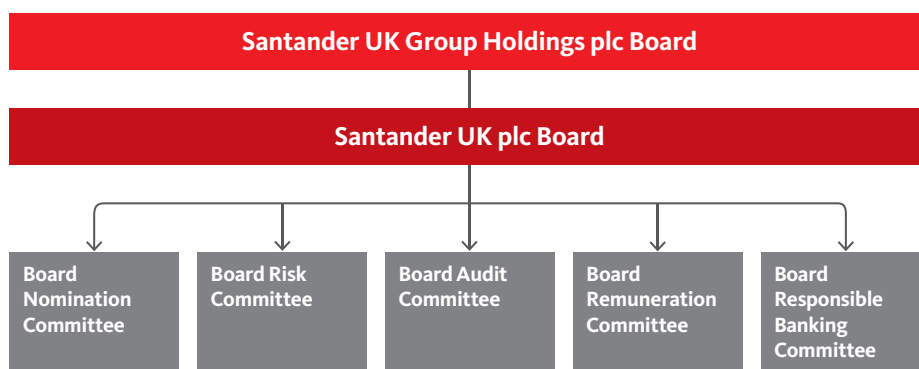 Santander UK Group Holdings plc Board
Santander UK plc Board
Board
Nomination
Committee
Board Risk
Committee
Board Audit
Committee
Board
Remuneration
Committee
Board
Responsible
Banking
Committee